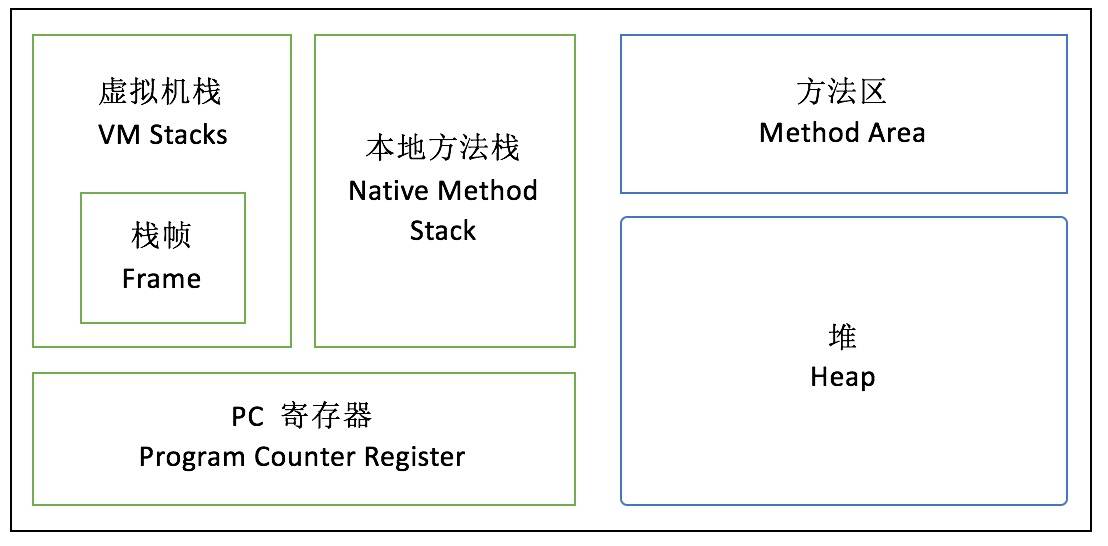 虚拟机栈
VM Stacks
栈帧
Frame
本地方法栈
Native Method
Stack
PC 寄存器
Program Counter Register
方法区
Method Area
堆
Heap